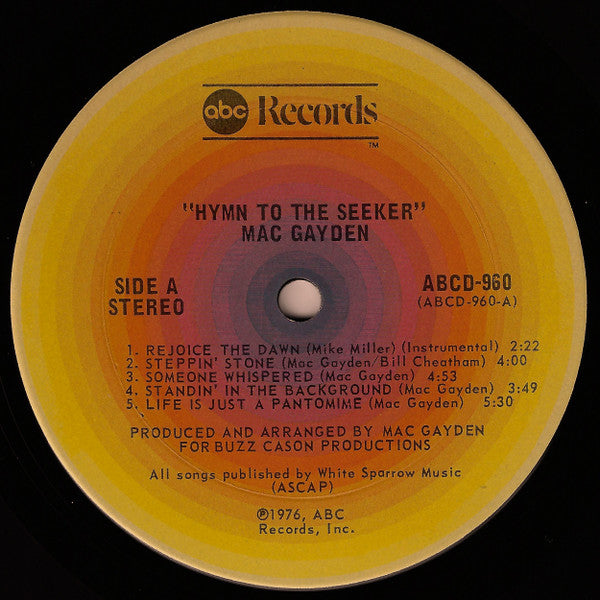 abc Records
TM
"HYMN TO THE SEEKER"
MAC GAYDEN
SIDE A
STEREO
ABCD-960
(ABCD-960-A)
1. REJOICE THE DAWN (Mike Miller) (Instrumental) 2:22
2. STEPPIN' STONE (Mac Gayden/Bill Cheatham) 4:00
3. SOMEONE WHISPERED (Mac Gayden) 4:53
4. STANDIN' IN THE BACKGROUND (Mac Gayden) 3:49
5. LIFE IS JUST A PANTOMIME (Mac Gayden) 5:30
PRODUCED AND ARRANGED BY MAC GAYDEN
FOR BUZZ CASON PRODUCTIONS
All songs published by White Sparrow Music
(ASCAP)
℗1976, ABC
Records, Inc.